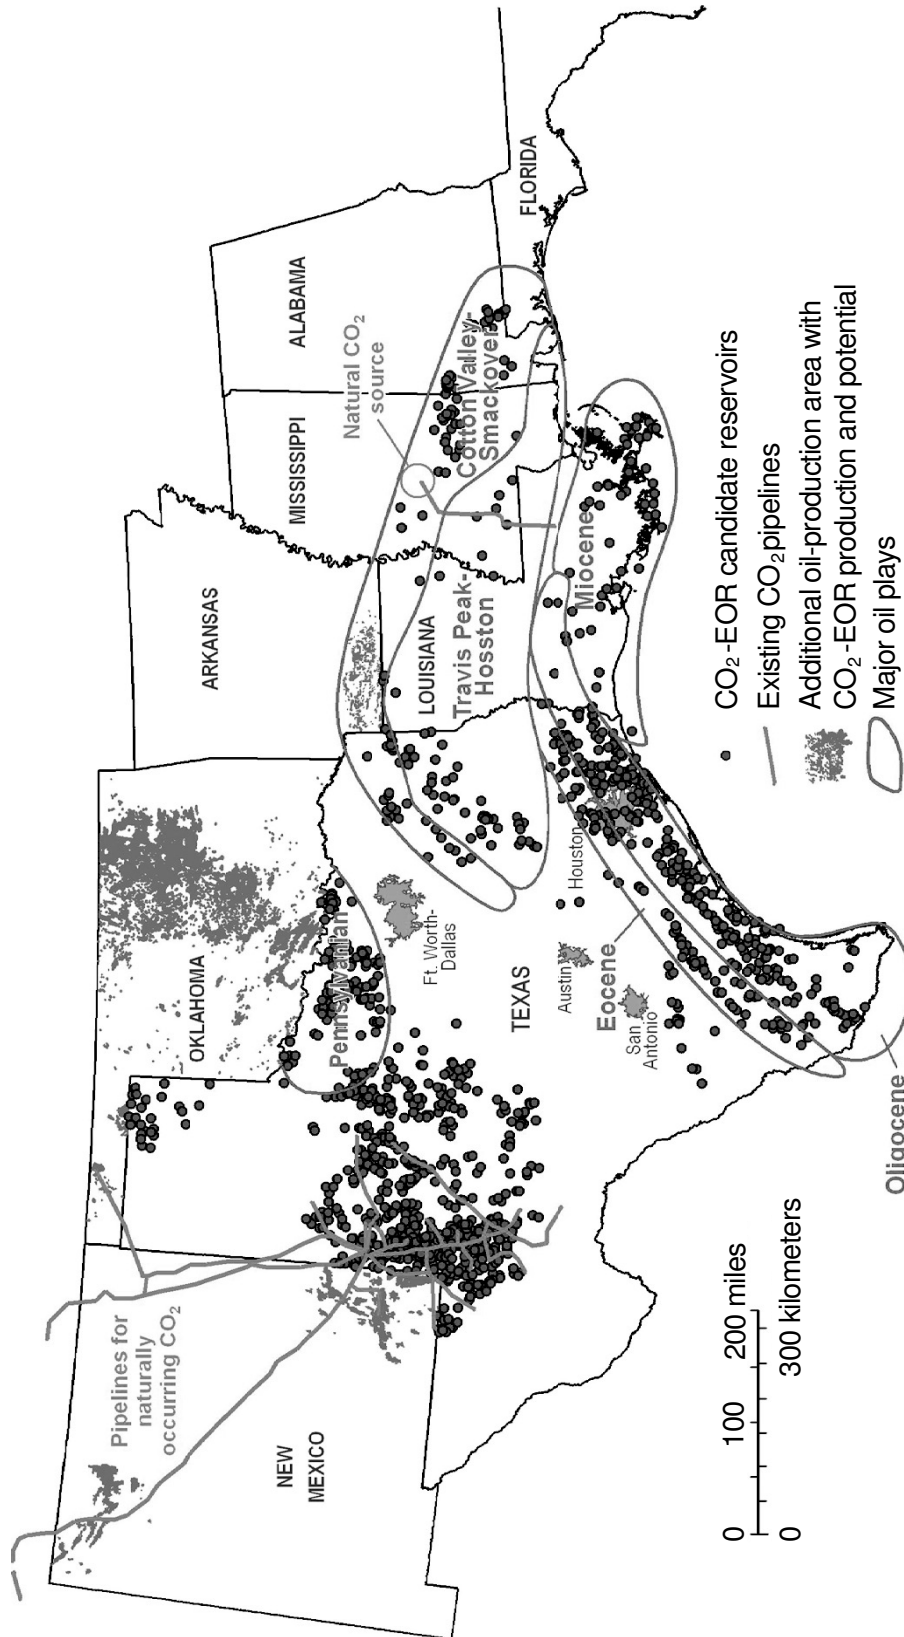 Pipelines for
naturally
occurring CO₂
NEW
MEXICO
OKLAHOMA
ARKANSAS
MISSISSIPPI
ALABAMA
FLORIDA
Natural CO₂
source
Cotton Valley-
Smackover
LOUISIANA
Travis Peak-
Hosston
Miocene
Pennsylvanian
Ft. Worth-
Dallas
TEXAS
Austin
Houston
Eocene
San
Antonio
Oligocene
0 100 200 miles
0 300 kilometers
CO₂-EOR candidate reservoirs
Existing CO₂pipelines
Additional oil-production area with
CO₂-EOR production and potential
Major oil plays